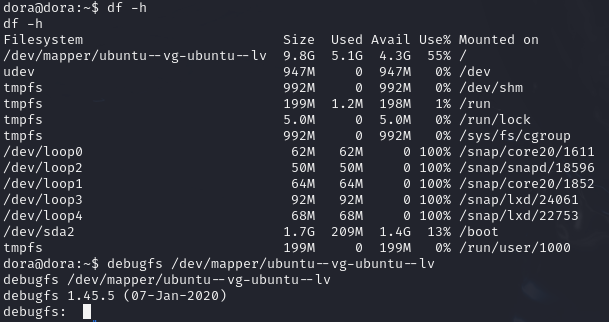 dora@dora:~$ df -h
df -h
Filesystem                         Size  Used Avail Use% Mounted on
/dev/mapper/ubuntu--vg-ubuntu--lv  9.8G  5.1G  4.3G  55% /
udev                               947M     0  947M   0% /dev
tmpfs                              992M     0  992M   0% /dev/shm
tmpfs                              199M  1.2M  198M   1% /run
tmpfs                              5.0M     0  5.0M   0% /run/lock
tmpfs                              992M     0  992M   0% /sys/fs/cgroup
/dev/loop0                          62M   62M     0 100% /snap/core20/1611
/dev/loop2                          50M   50M     0 100% /snap/snapd/18596
/dev/loop1                          64M   64M     0 100% /snap/core20/1852
/dev/loop3                          92M   92M     0 100% /snap/lxd/24061
/dev/loop4                          68M   68M     0 100% /snap/lxd/22753
/dev/sda2                          1.7G  209M  1.4G  13% /boot
tmpfs                              199M     0  199M   0% /run/user/1000
dora@dora:~$ debugfs /dev/mapper/ubuntu--vg-ubuntu--lv
debugfs /dev/mapper/ubuntu--vg-ubuntu--lv
debugfs 1.45.5 (07-Jan-2020)
debugfs: